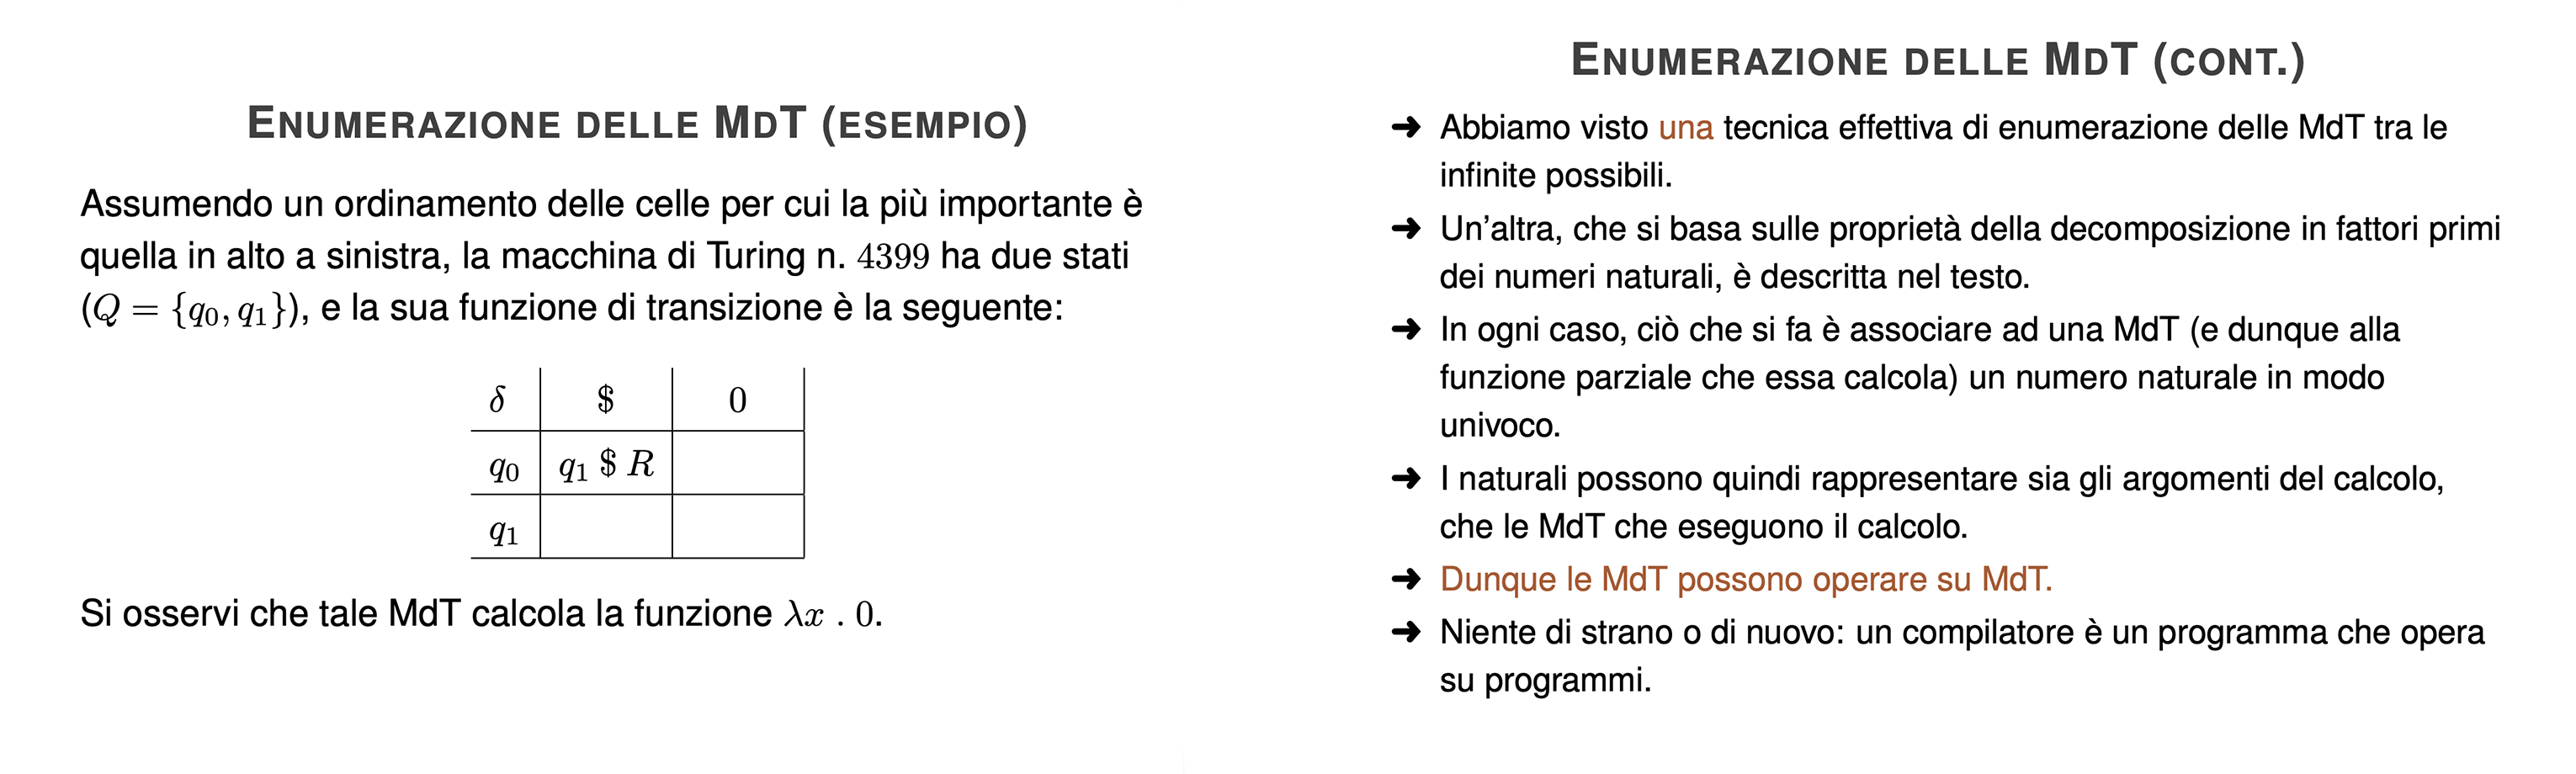 ENUMERAZIONE DELLE MDT (ESEMPIO)
Assumendo un ordinamento delle celle per cui la più importante è
quella in alto a sinistra, la macchina di Turing n. 4399 ha due stati
(Q = {q₀, q₁}), e la sua funzione di transizione è la seguente:
δ $ 0
q₀ q₁ $ R
q₁
Si osservi che tale MdT calcola la funzione λx . 0.
ENUMERAZIONE DELLE MDT (CONT.)
➜ Abbiamo visto una tecnica effettiva di enumerazione delle MdT tra le
infinite possibili.
➜ Un'altra, che si basa sulle proprietà della decomposizione in fattori primi
dei numeri naturali, è descritta nel testo.
➜ In ogni caso, ciò che si fa è associare ad una MdT (e dunque alla
funzione parziale che essa calcola) un numero naturale in modo
univoco.
➜ I naturali possono quindi rappresentare sia gli argomenti del calcolo,
che le MdT che eseguono il calcolo.
➜ Dunque le MdT possono operare su MdT.
➜ Niente di strano o di nuovo: un compilatore è un programma che opera
su programmi.